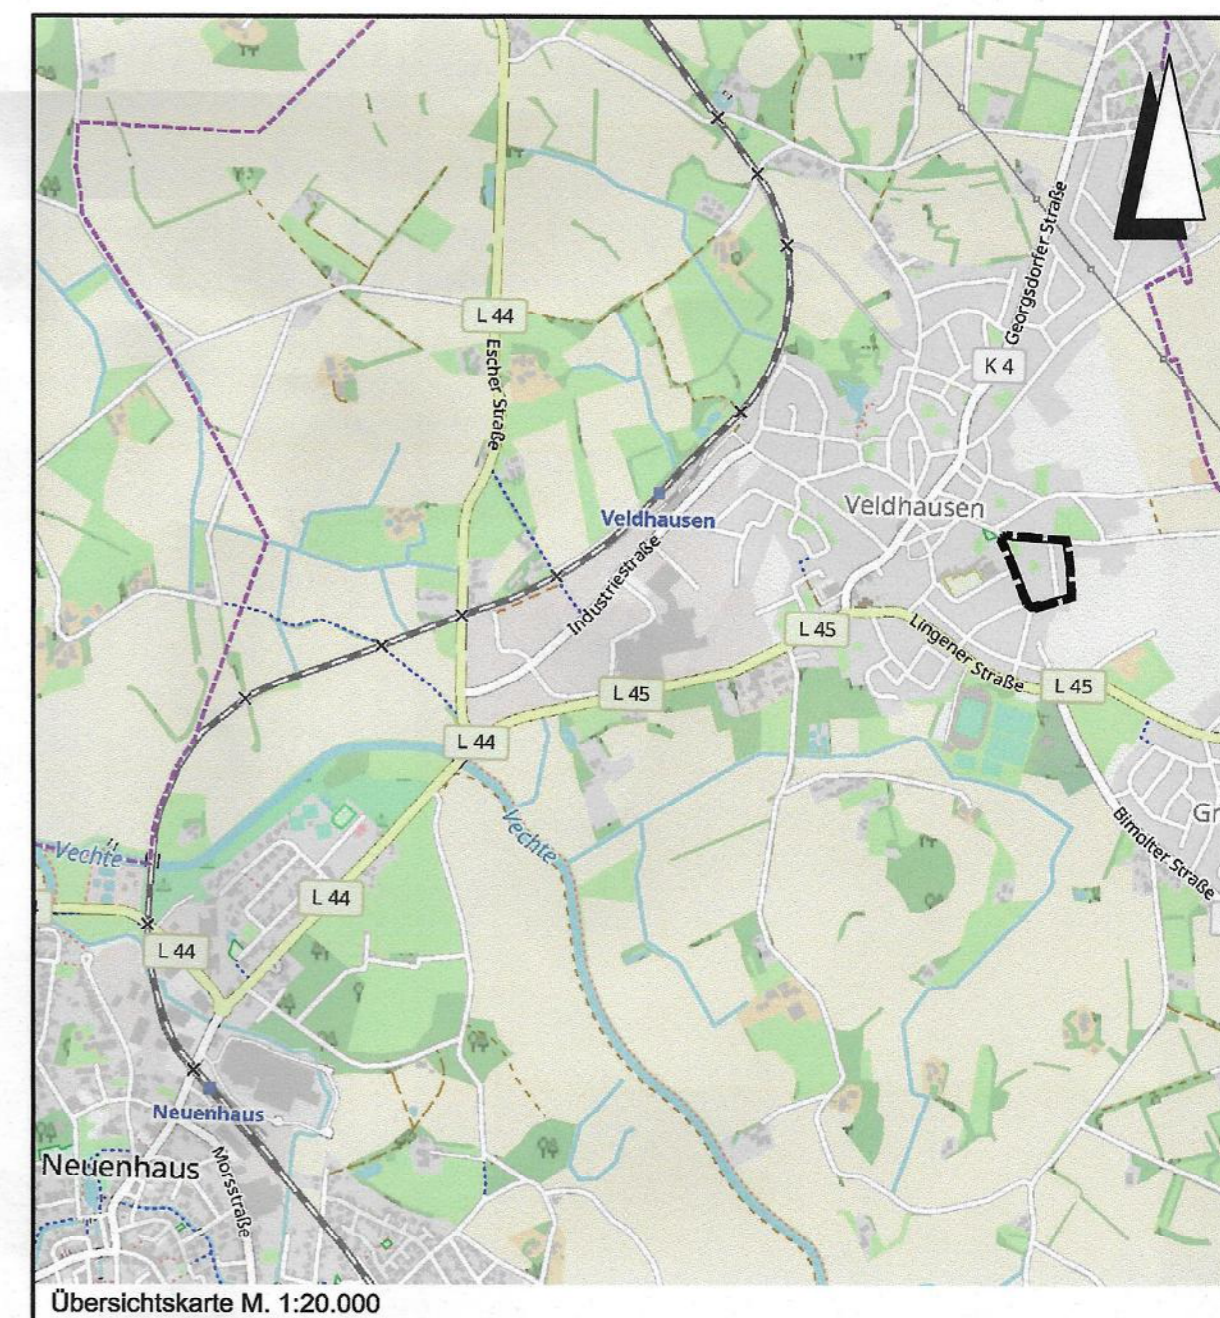 L 44
Escher Straße
Georgsdorfer Straße
K 4
Veldhausen
Veldhausen
Industriestraße
L 45
Lingener Straße
L 45
L 45
L 44
Vechte
Vechte
Bimolter Straße
Gr
L 44
L 44
Neuenhaus
Neuenhaus
Morsstraße
Übersichtskarte M. 1:20.000